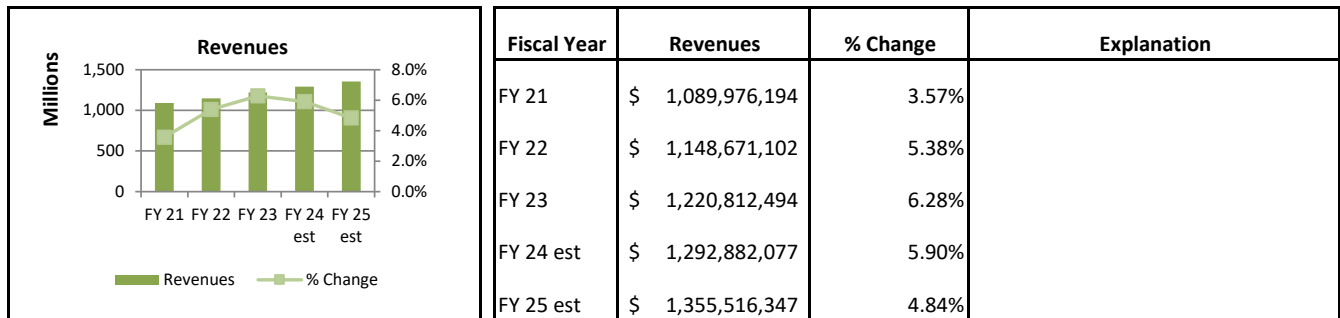 Revenues
Millions
1,500
1,000
500
0
8.0%
6.0%
4.0%
2.0%
0.0%
FY 21 FY 22 FY 23 FY 24 FY 25
est est
Revenues % Change
Fiscal Year Revenues % Change Explanation
FY 21 $ 1,089,976,194 3.57%
FY 22 $ 1,148,671,102 5.38%
FY 23 $ 1,220,812,494 6.28%
FY 24 est $ 1,292,882,077 5.90%
FY 25 est $ 1,355,516,347 4.84%